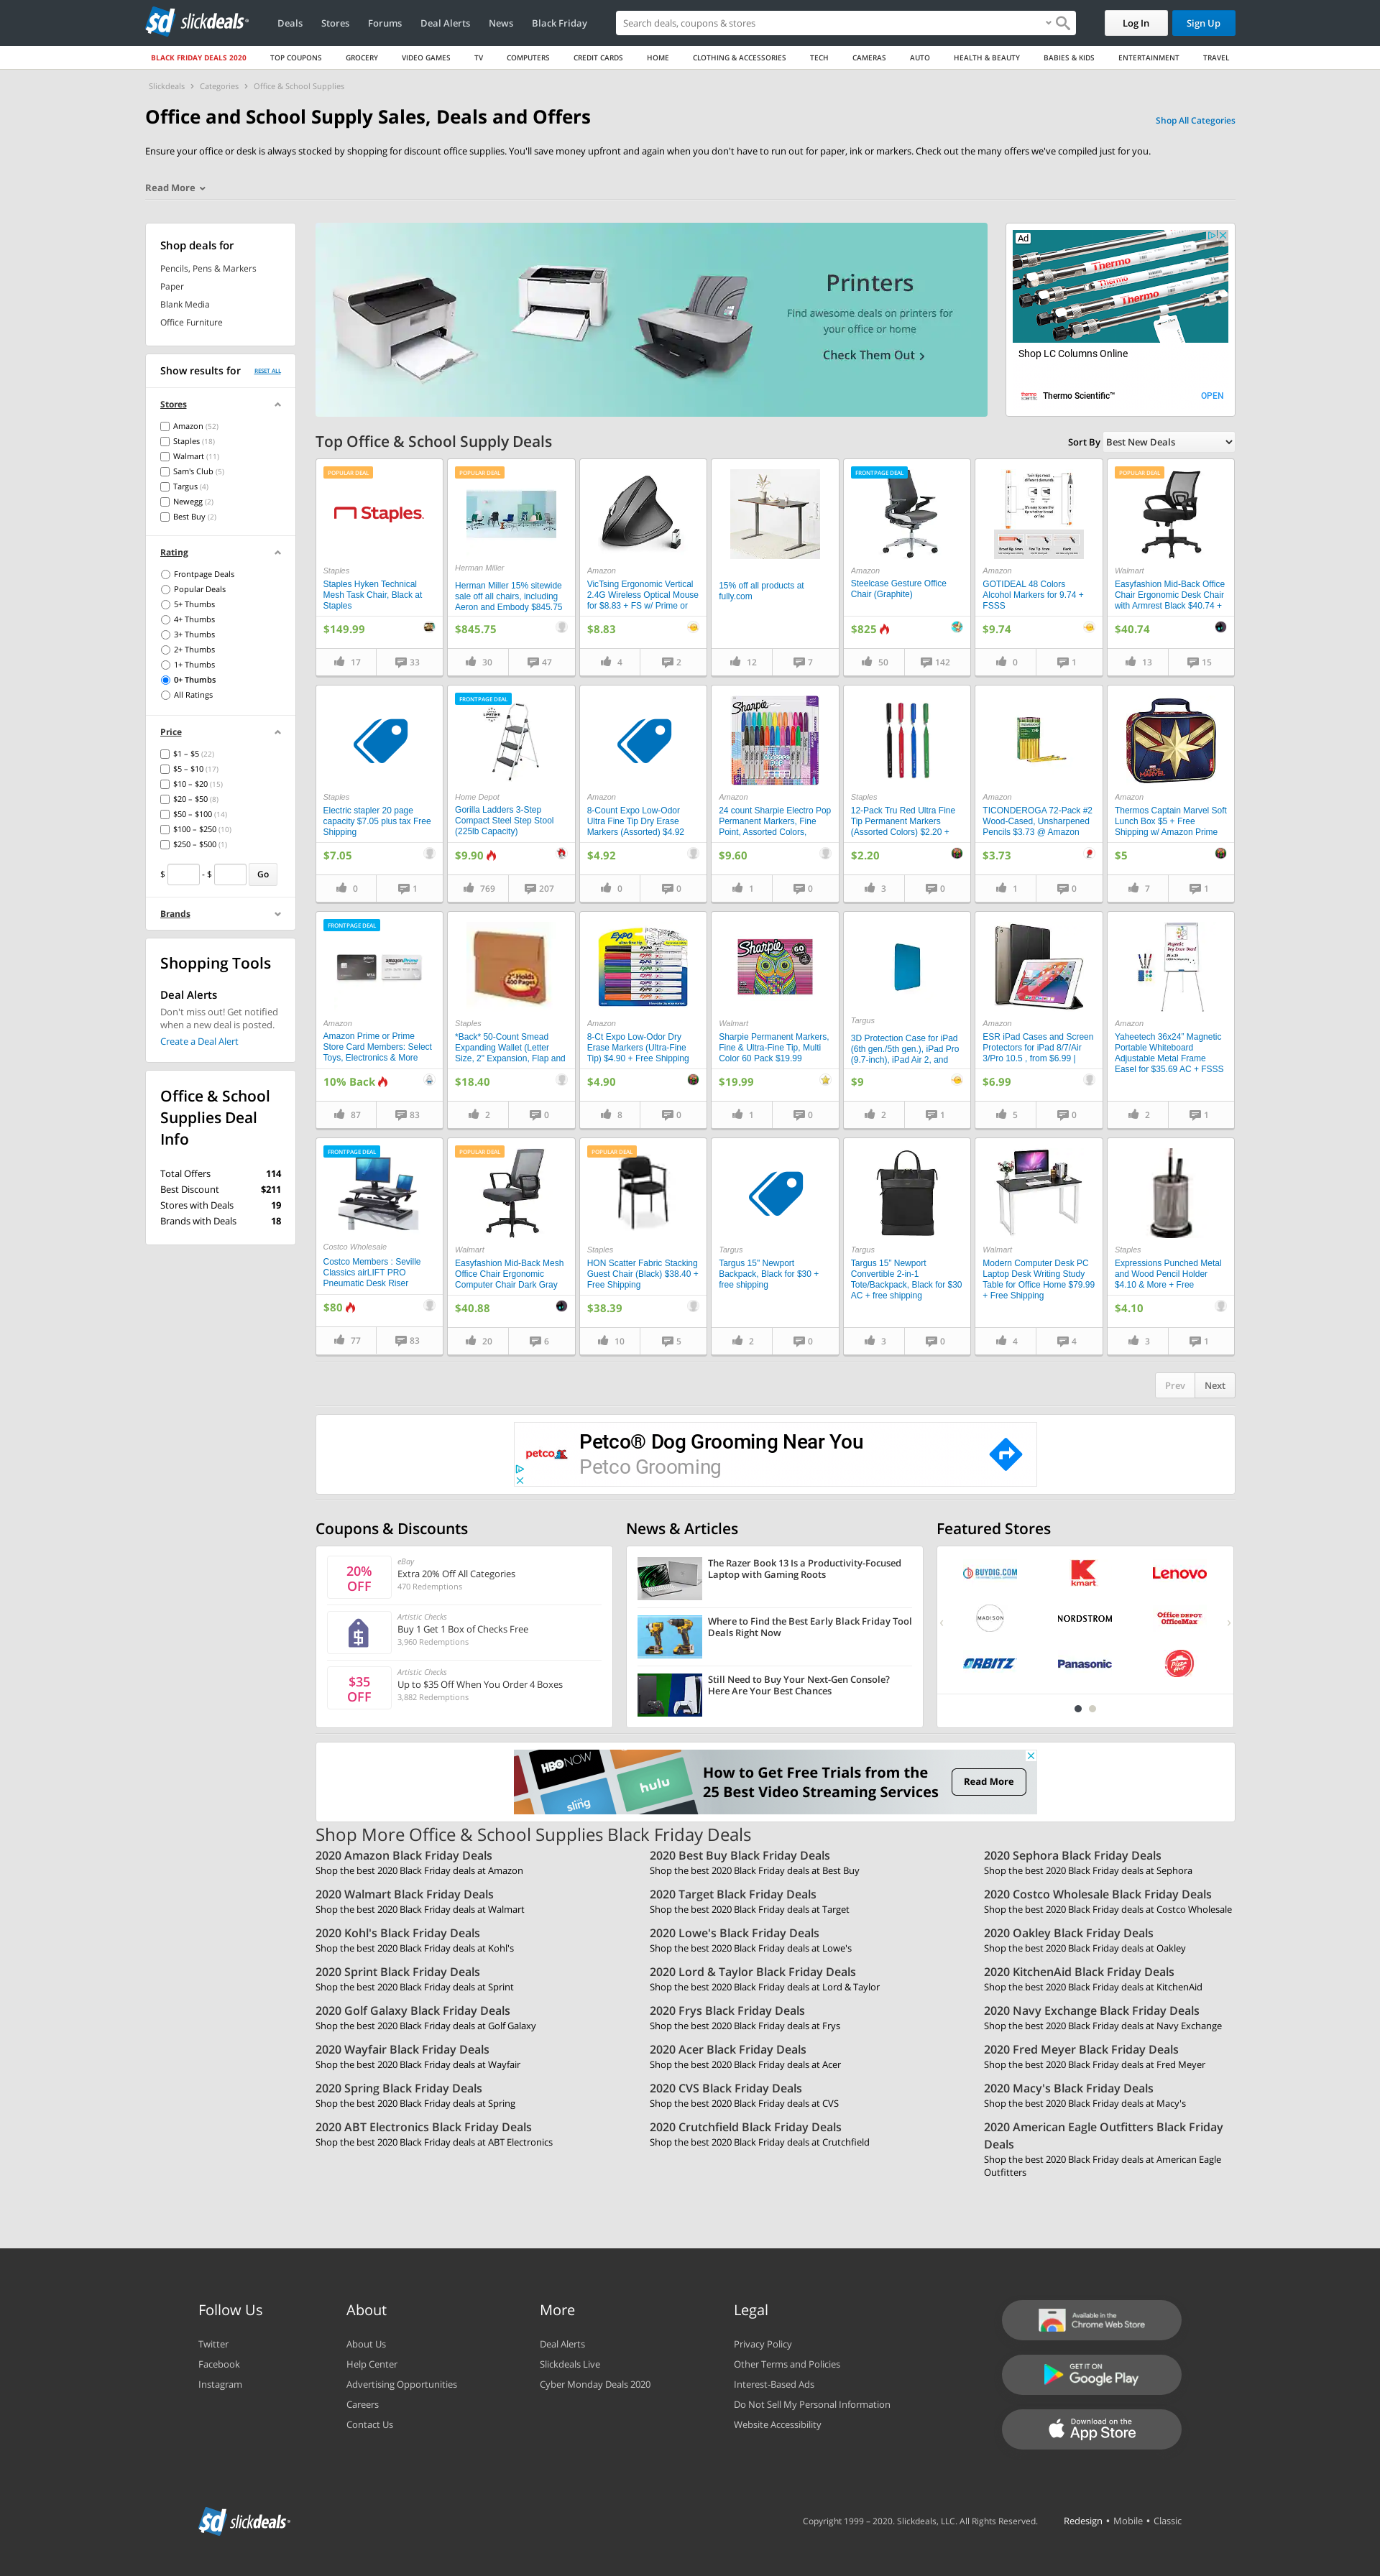 slickdeals
Deals
Stores
Forums
Deal Alerts
News
Black Friday
Search deals, coupons & stores
Log In
Sign Up
BLACK FRIDAY DEALS 2020
TOP COUPONS
GROCERY
VIDEO GAMES
TV
COMPUTERS
CREDIT CARDS
HOME
CLOTHING & ACCESSORIES
TECH
CAMERAS
AUTO
HEALTH & BEAUTY
BABIES & KIDS
ENTERTAINMENT
TRAVEL
Slickdeals > Categories > Office & School Supplies
Office and School Supply Sales, Deals and Offers
Shop All Categories
Ensure your office or desk is always stocked by shopping for discount office supplies. You'll save money upfront and again when you don't have to run out for paper, ink or markers. Check out the many offers we've compiled just for you.
Read More
Shop deals for
Pencils, Pens & Markers
Paper
Blank Media
Office Furniture
Show results for
RESET ALL
Stores
Amazon (52)
Staples (18)
Walmart (11)
Sam's Club (5)
Targus (4)
Newegg (2)
Best Buy (2)
Rating
Frontpage Deals
Popular Deals
5+ Thumbs
4+ Thumbs
3+ Thumbs
2+ Thumbs
1+ Thumbs
0+ Thumbs
All Ratings
Price
$1 – $5 (22)
$5 – $10 (17)
$10 – $20 (15)
$20 – $50 (8)
$50 – $100 (14)
$100 – $250 (10)
$250 – $500 (1)
$ - $ Go
Brands
Shopping Tools
Deal Alerts
Don't miss out! Get notified
when a new deal is posted.
Create a Deal Alert
Office & School
Supplies Deal
Info
Total Offers 114
Best Discount $211
Stores with Deals 19
Brands with Deals 18
Printers
Find awesome deals on printers for
your office or home
Check Them Out
Ad
Thermo
Thermo
Thermo
Shop LC Columns Online
Thermo Scientific™
OPEN
Top Office & School Supply Deals
Sort By Best New Deals
POPULAR DEAL
Staples
Staples
Staples Hyken Technical
Mesh Task Chair, Black at
Staples
$149.99
17 33
POPULAR DEAL
Herman Miller
Herman Miller 15% sitewide
sale off all chairs, including
Aeron and Embody $845.75
$845.75
30 47
Amazon
VicTsing Ergonomic Vertical
2.4G Wireless Optical Mouse
for $8.83 + FS w/ Prime or
$8.83
4 2
15% off all products at
fully.com
12 7
FRONTPAGE DEAL
Amazon
Steelcase Gesture Office
Chair (Graphite)
$825
50 142
Amazon
GOTIDEAL 48 Colors
Alcohol Markers for 9.74 +
FSSS
$9.74
0 1
POPULAR DEAL
Walmart
Easyfashion Mid-Back Office
Chair Ergonomic Desk Chair
with Armrest Black $40.74 +
$40.74
13 15
Staples
Electric stapler 20 page
capacity $7.05 plus tax Free
Shipping
$7.05
0 1
FRONTPAGE DEAL
Home Depot
Gorilla Ladders 3-Step
Compact Steel Step Stool
(225lb Capacity)
$9.90
769 207
Amazon
8-Count Expo Low-Odor
Ultra Fine Tip Dry Erase
Markers (Assorted) $4.92
$4.92
0 0
Sharpie
Amazon
24 count Sharpie Electro Pop
Permanent Markers, Fine
Point, Assorted Colors,
$9.60
1 0
Staples
12-Pack Tru Red Ultra Fine
Tip Permanent Markers
(Assorted Colors) $2.20 +
$2.20
3 0
Amazon
TICONDEROGA 72-Pack #2
Wood-Cased, Unsharpened
Pencils $3.73 @ Amazon
$3.73
1 0
Amazon
Thermos Captain Marvel Soft
Lunch Box $5 + Free
Shipping w/ Amazon Prime
$5
7 1
FRONTPAGE DEAL
Amazon
Amazon Prime or Prime
Store Card Members: Select
Toys, Electronics & More
10% Back
87 83
Holds
400 Pages
Staples
*Back* 50-Count Smead
Expanding Wallet (Letter
Size, 2" Expansion, Flap and
$18.40
2 0
EXPO
Amazon
8-Ct Expo Low-Odor Dry
Erase Markers (Ultra-Fine
Tip) $4.90 + Free Shipping
$4.90
8 0
Sharpie 60
Walmart
Sharpie Permanent Markers,
Fine & Ultra-Fine Tip, Multi
Color 60 Pack $19.99
$19.99
1 0
Targus
3D Protection Case for iPad
(6th gen./5th gen.), iPad Pro
(9.7-inch), iPad Air 2, and
$9
2 1
Amazon
ESR iPad Cases and Screen
Protectors for iPad 8/7/Air
3/Pro 10.5 , from $6.99 |
$6.99
5 0
Amazon
Yaheetech 36x24" Magnetic
Portable Whiteboard
Adjustable Metal Frame
Easel for $35.69 AC + FSSS
2 1
FRONTPAGE DEAL
Costco Wholesale
Costco Members : Seville
Classics airLIFT PRO
Pneumatic Desk Riser
$80
77 83
POPULAR DEAL
Walmart
Easyfashion Mid-Back Mesh
Office Chair Ergonomic
Computer Chair Dark Gray
$40.88
20 6
POPULAR DEAL
Staples
HON Scatter Fabric Stacking
Guest Chair (Black) $38.40 +
Free Shipping
$38.39
10 5
Targus
Targus 15" Newport
Backpack, Black for $30 +
free shipping
2 0
Targus
Targus 15" Newport
Convertible 2-in-1
Tote/Backpack, Black for $30
AC + free shipping
3 0
Walmart
Modern Computer Desk PC
Laptop Desk Writing Study
Table for Office Home $79.99
+ Free Shipping
4 4
Staples
Expressions Punched Metal
and Wood Pencil Holder
$4.10 & More + Free
$4.10
3 1
Prev Next
petco
Petco® Dog Grooming Near You
Petco Grooming
Coupons & Discounts
20%
OFF
eBay
Extra 20% Off All Categories
470 Redemptions
Artistic Checks
Buy 1 Get 1 Box of Checks Free
3,960 Redemptions
$35
OFF
Artistic Checks
Up to $35 Off When You Order 4 Boxes
3,882 Redemptions
News & Articles
The Razer Book 13 Is a Productivity-Focused
Laptop with Gaming Roots
Where to Find the Best Early Black Friday Tool
Deals Right Now
Still Need to Buy Your Next-Gen Console?
Here Are Your Best Chances
Featured Stores
BUYDIG.COM
kmart
Lenovo
MADISON
NORDSTROM
Office DEPOT
OfficeMax
ORBITZ
Panasonic
Pizza Hut
HBO NOW
hulu
sling
How to Get Free Trials from the
25 Best Video Streaming Services
Read More
Shop More Office & School Supplies Black Friday Deals
2020 Amazon Black Friday Deals
Shop the best 2020 Black Friday deals at Amazon
2020 Best Buy Black Friday Deals
Shop the best 2020 Black Friday deals at Best Buy
2020 Sephora Black Friday Deals
Shop the best 2020 Black Friday deals at Sephora
2020 Walmart Black Friday Deals
Shop the best 2020 Black Friday deals at Walmart
2020 Target Black Friday Deals
Shop the best 2020 Black Friday deals at Target
2020 Costco Wholesale Black Friday Deals
Shop the best 2020 Black Friday deals at Costco Wholesale
2020 Kohl's Black Friday Deals
Shop the best 2020 Black Friday deals at Kohl's
2020 Lowe's Black Friday Deals
Shop the best 2020 Black Friday deals at Lowe's
2020 Oakley Black Friday Deals
Shop the best 2020 Black Friday deals at Oakley
2020 Sprint Black Friday Deals
Shop the best 2020 Black Friday deals at Sprint
2020 Lord & Taylor Black Friday Deals
Shop the best 2020 Black Friday deals at Lord & Taylor
2020 KitchenAid Black Friday Deals
Shop the best 2020 Black Friday deals at KitchenAid
2020 Golf Galaxy Black Friday Deals
Shop the best 2020 Black Friday deals at Golf Galaxy
2020 Frys Black Friday Deals
Shop the best 2020 Black Friday deals at Frys
2020 Navy Exchange Black Friday Deals
Shop the best 2020 Black Friday deals at Navy Exchange
2020 Wayfair Black Friday Deals
Shop the best 2020 Black Friday deals at Wayfair
2020 Acer Black Friday Deals
Shop the best 2020 Black Friday deals at Acer
2020 Fred Meyer Black Friday Deals
Shop the best 2020 Black Friday deals at Fred Meyer
2020 Spring Black Friday Deals
Shop the best 2020 Black Friday deals at Spring
2020 CVS Black Friday Deals
Shop the best 2020 Black Friday deals at CVS
2020 Macy's Black Friday Deals
Shop the best 2020 Black Friday deals at Macy's
2020 ABT Electronics Black Friday Deals
Shop the best 2020 Black Friday deals at ABT Electronics
2020 Crutchfield Black Friday Deals
Shop the best 2020 Black Friday deals at Crutchfield
2020 American Eagle Outfitters Black Friday
Deals
Shop the best 2020 Black Friday deals at American Eagle
Outfitters
Follow Us
Twitter
Facebook
Instagram
About
About Us
Help Center
Advertising Opportunities
Careers
Contact Us
More
Deal Alerts
Slickdeals Live
Cyber Monday Deals 2020
Legal
Privacy Policy
Other Terms and Policies
Interest-Based Ads
Do Not Sell My Personal Information
Website Accessibility
Available in the
Chrome Web Store
GET IT ON
Google Play
Download on the
App Store
slickdeals
Copyright 1999 – 2020. Slickdeals, LLC. All Rights Reserved.
Redesign • Mobile • Classic